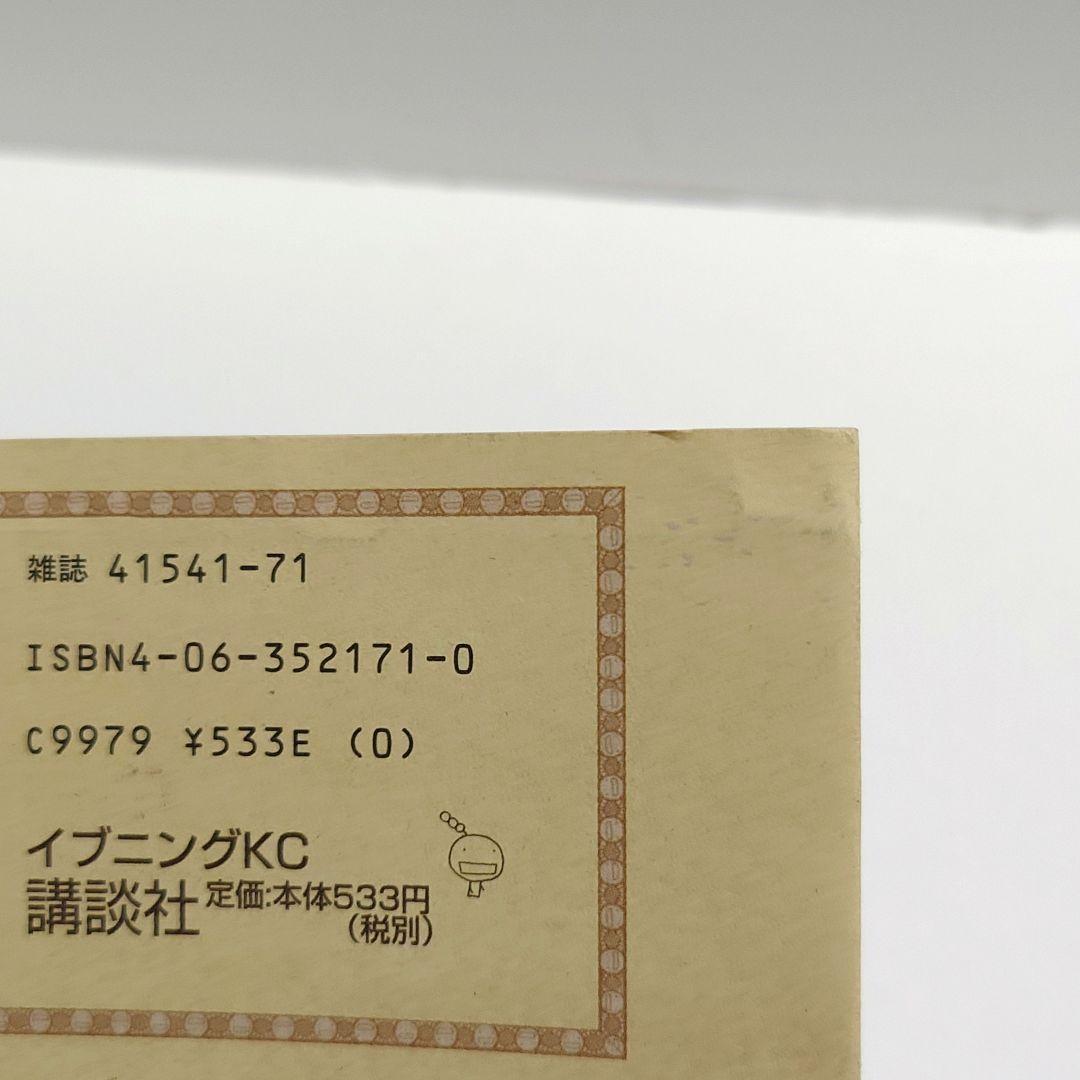 雑誌 41541-71
ISBN4-06-352171-0
C9979 ¥533E (0)
イブニングKC
講談社 定価:本体533円
(税別)